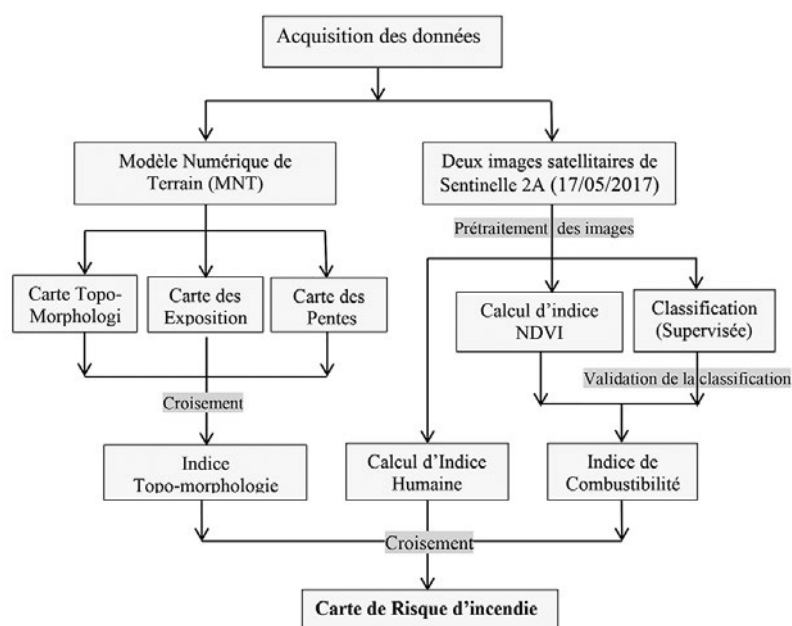 Acquisition des données
Modèle Numérique de
Terrain (MNT)
Deux images satellitaires de
Sentinelle 2A (17/05/2017)
Prétraitement des images
Carte Topo-
Morphologi
Carte des
Exposition
Carte des
Pentes
Calcul d'indice
NDVI
Classification
(Supervisée)
Validation de la classification
Croisement
Indice
Topo-morphologie
Calcul d'Indice
Humaine
Indice de
Combustibilité
Croisement
Carte de Risque d'incendie